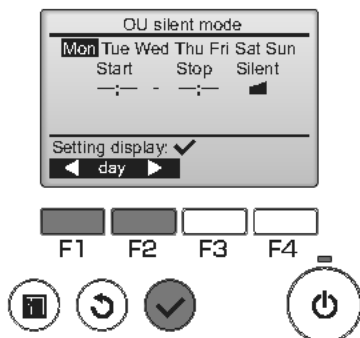 OU silent mode
Mon Tue Wed Thu Fri Sat Sun
Start Stop Silent
--:-- - --:--
Setting display: ✓
◀ day ▶
F1 F2 F3 F4